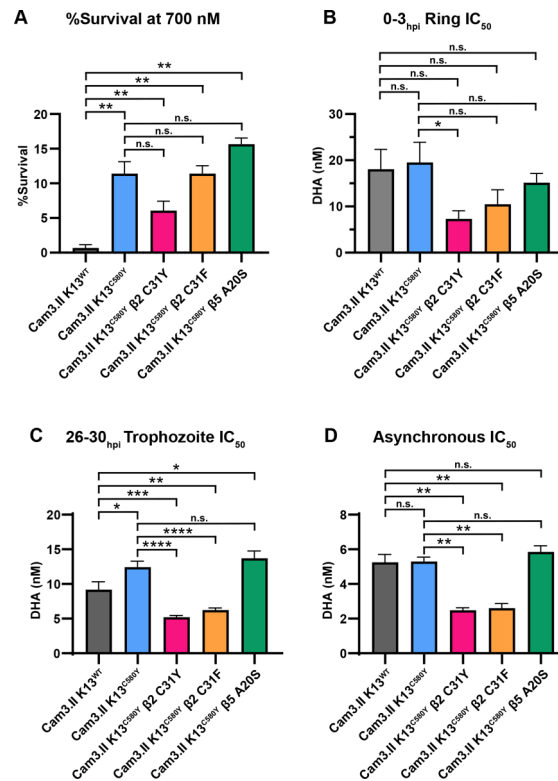 A
%Survival at 700 nM
**
**
**
**
n.s.
n.s.
n.s.
20
15
10
5
0
%Survival
Cam3.II K13WT
Cam3.II K13C580Y
Cam3.II K13C580Y β2 C31Y
Cam3.II K13C580Y β2 C31F
Cam3.II K13C580Y β5 A20S
B
0-3hpi Ring IC50
n.s.
n.s.
n.s.
n.s.
n.s.
n.s.
*
30
20
10
0
DHA (nM)
Cam3.II K13WT
Cam3.II K13C580Y
Cam3.II K13C580Y β2 C31Y
Cam3.II K13C580Y β2 C31F
Cam3.II K13C580Y β5 A20S
C
26-30hpi Trophozoite IC50
*
**
***
*
n.s.
****
****
20
15
10
5
0
DHA (nM)
Cam3.II K13WT
Cam3.II K13C580Y
Cam3.II K13C580Y β2 C31Y
Cam3.II K13C580Y β2 C31F
Cam3.II K13C580Y β5 A20S
D
Asynchronous IC50
n.s.
**
**
n.s.
n.s.
**
**
8
6
4
2
0
DHA (nM)
Cam3.II K13WT
Cam3.II K13C580Y
Cam3.II K13C580Y β2 C31Y
Cam3.II K13C580Y β2 C31F
Cam3.II K13C580Y β5 A20S